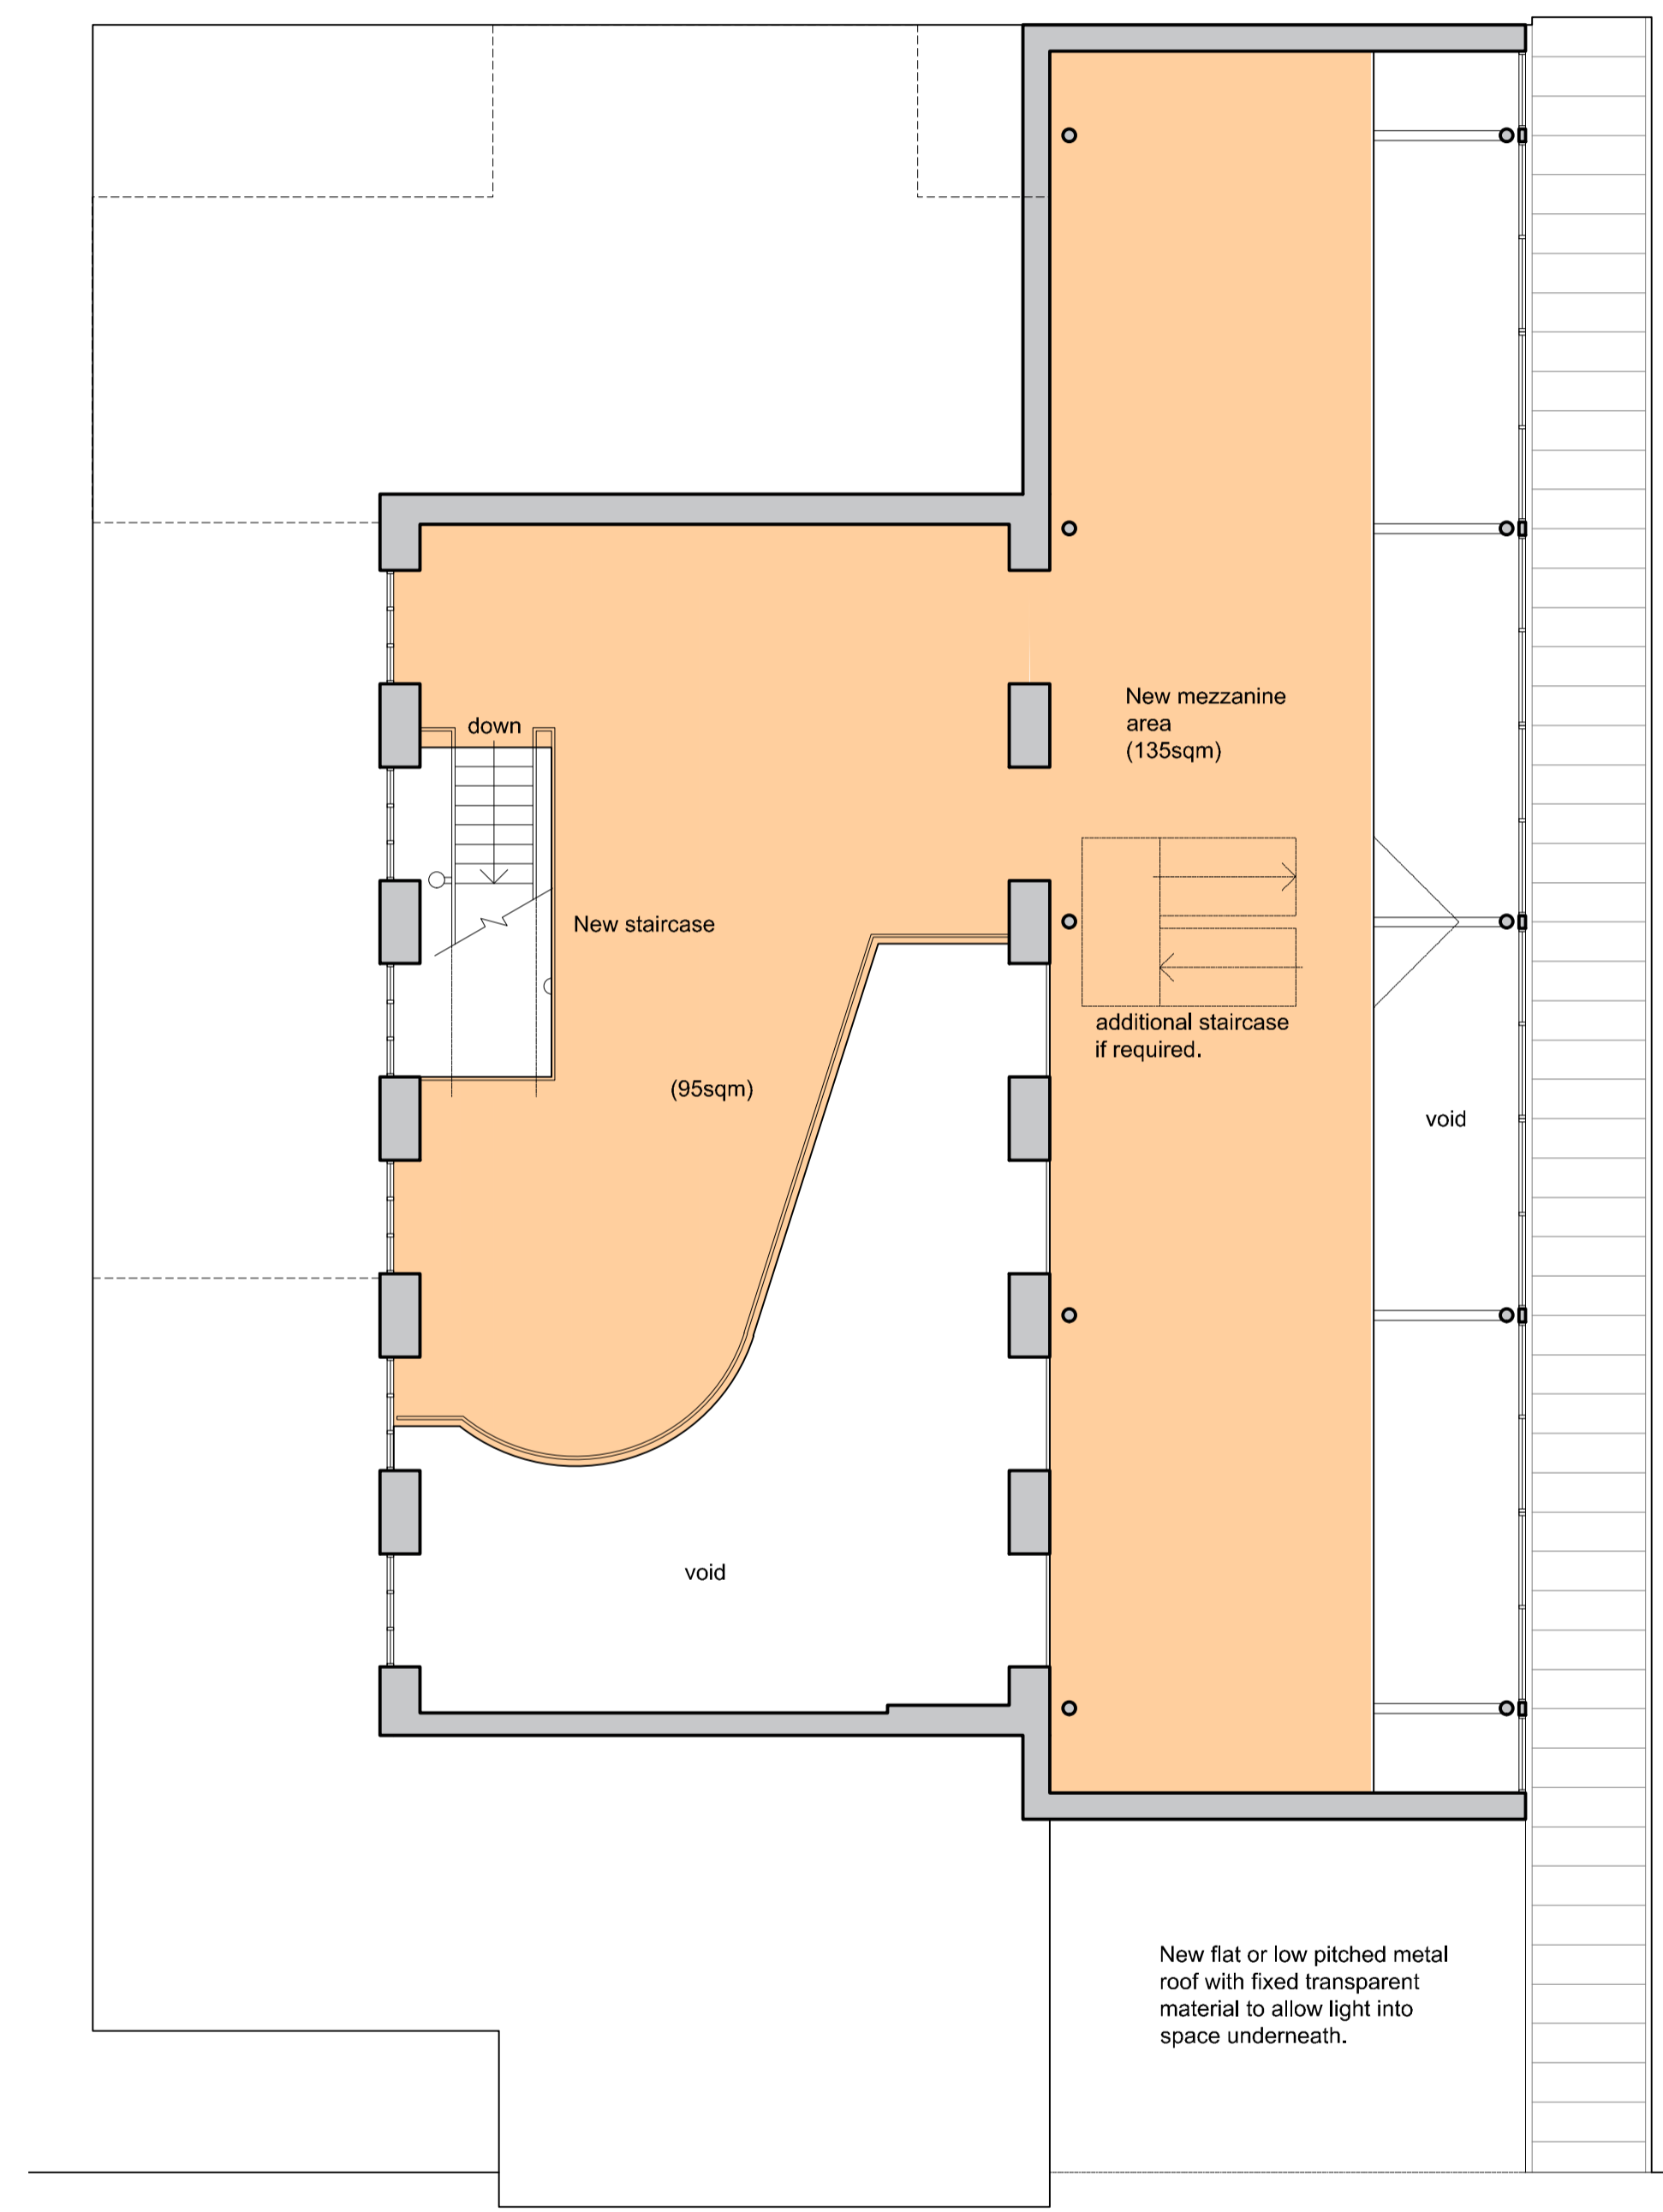 New mezzanine
area
(135sqm)
down
New staircase
additional staircase
if required.
(95sqm)
void
void
New flat or low pitched metal
roof with fixed transparent
material to allow light into
space underneath.